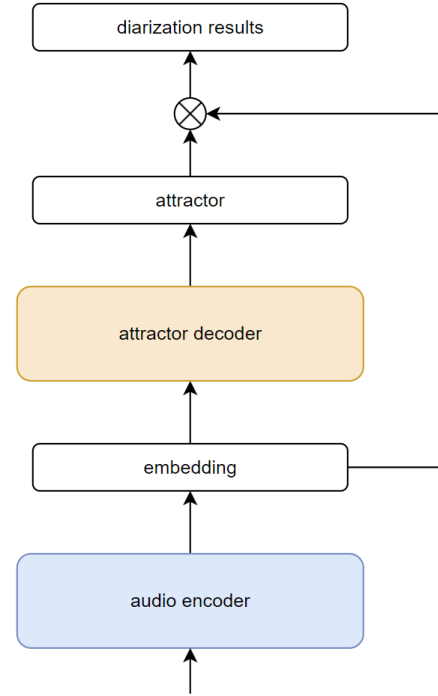 diarization results
attractor
attractor decoder
embedding
audio encoder